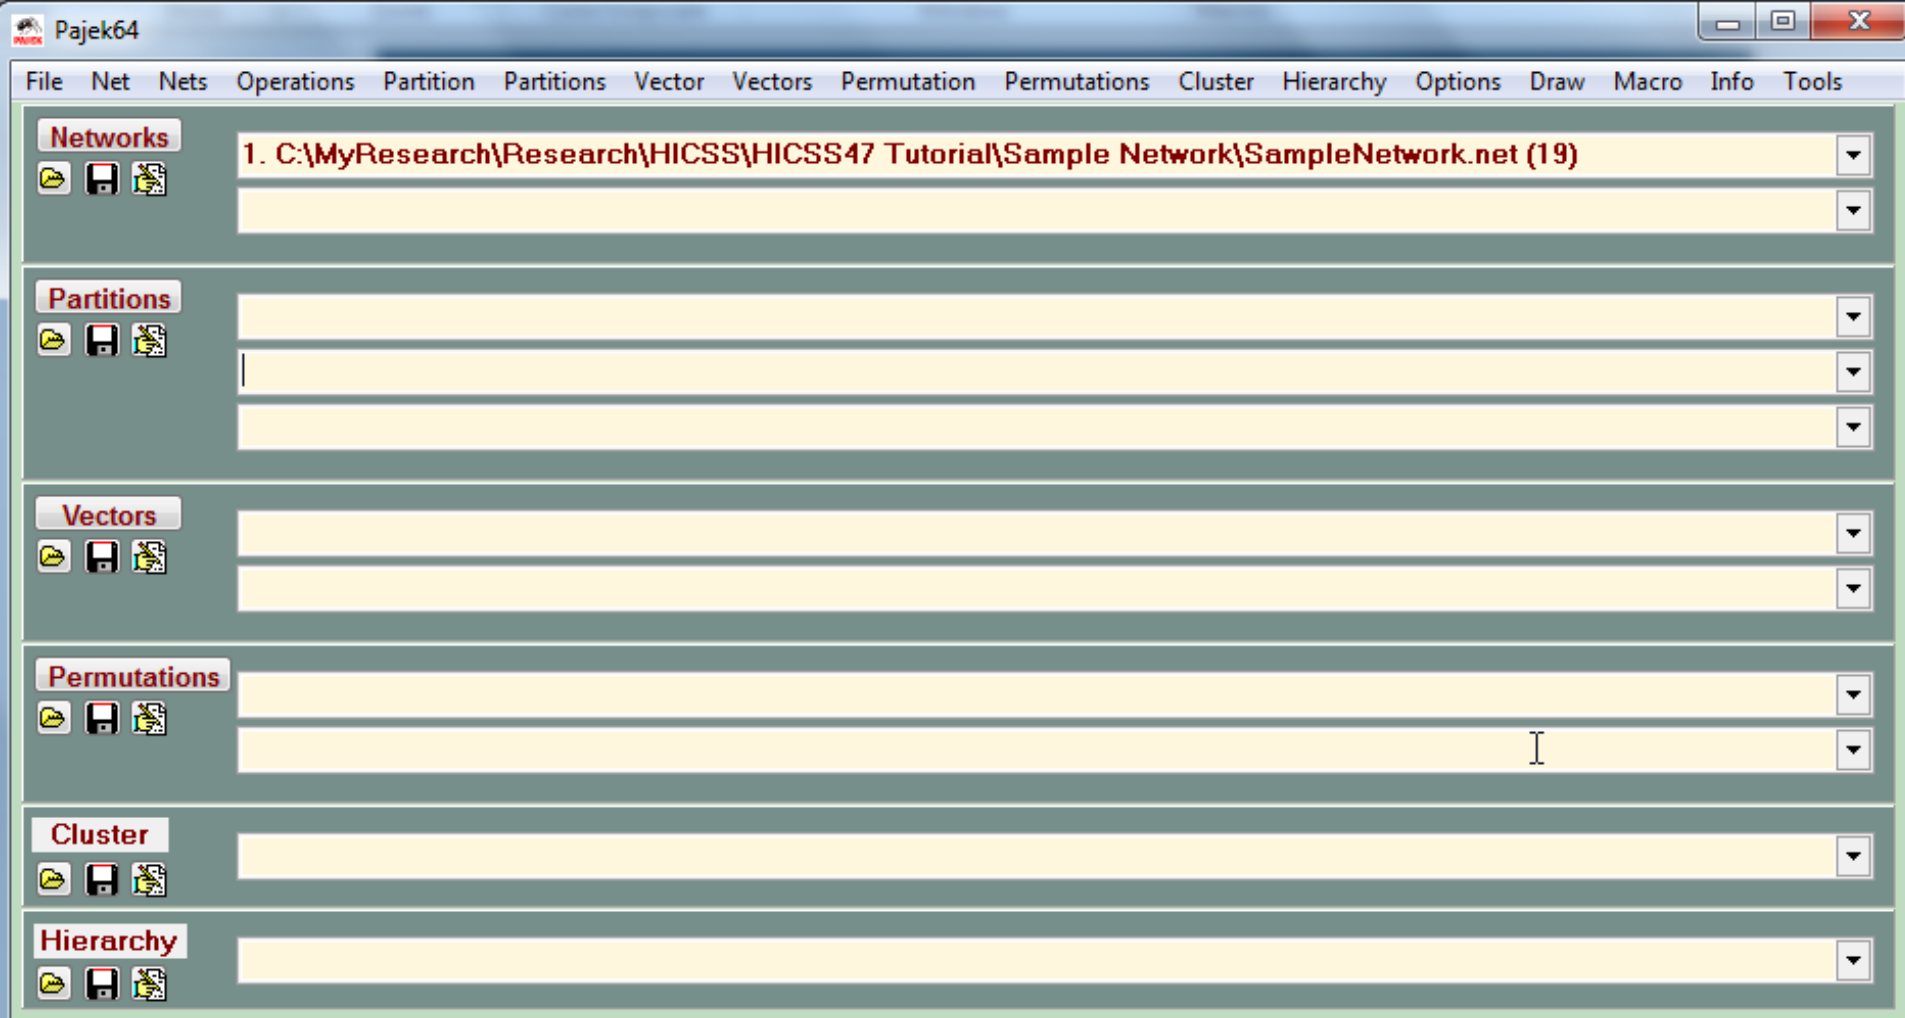 Pajek64
File Net Nets Operations Partition Partitions Vector Vectors Permutation Permutations Cluster Hierarchy Options Draw Macro Info Tools
Networks
1. C:\MyResearch\Research\HICSS\HICSS47 Tutorial\Sample Network\SampleNetwork.net (19)
Partitions
Vectors
Permutations
Cluster
Hierarchy